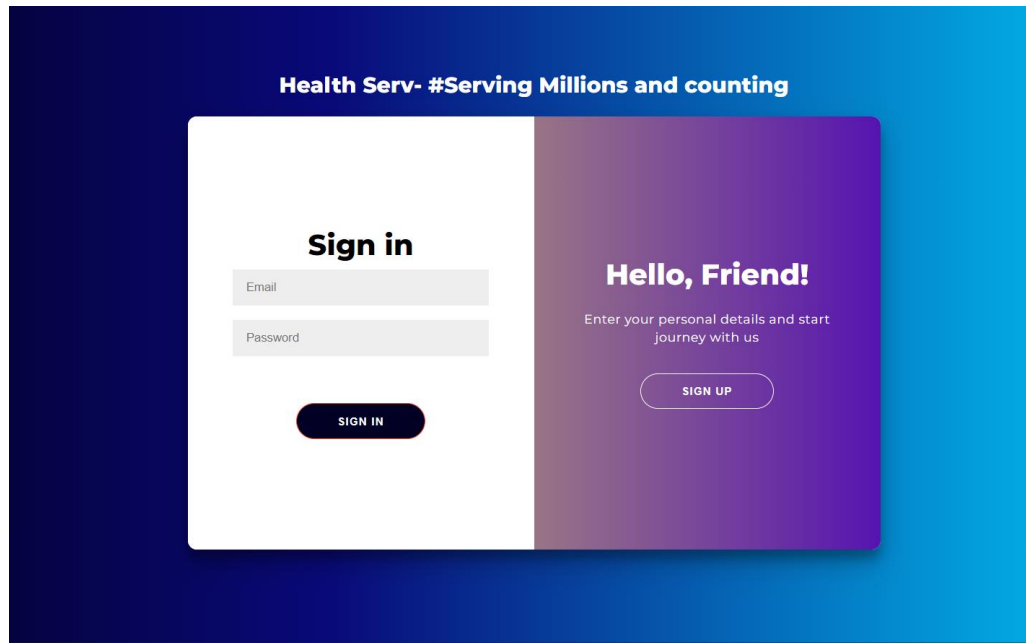 Health Serv- #Serving Millions and counting
Sign in
Email
Password
SIGN IN
Hello, Friend!
Enter your personal details and start
journey with us
SIGN UP